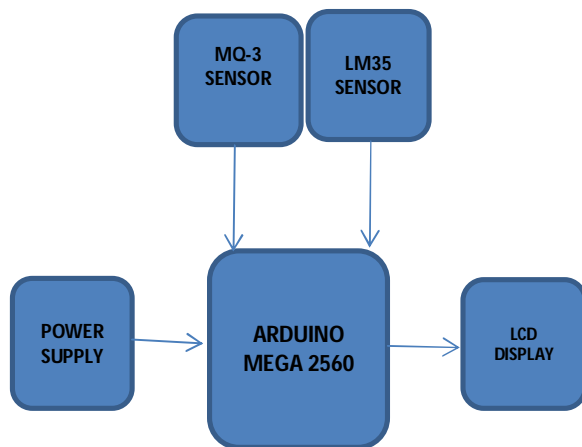 MQ-3
SENSOR
LM35
SENSOR
POWER
SUPPLY
ARDUINO
MEGA 2560
LCD
DISPLAY